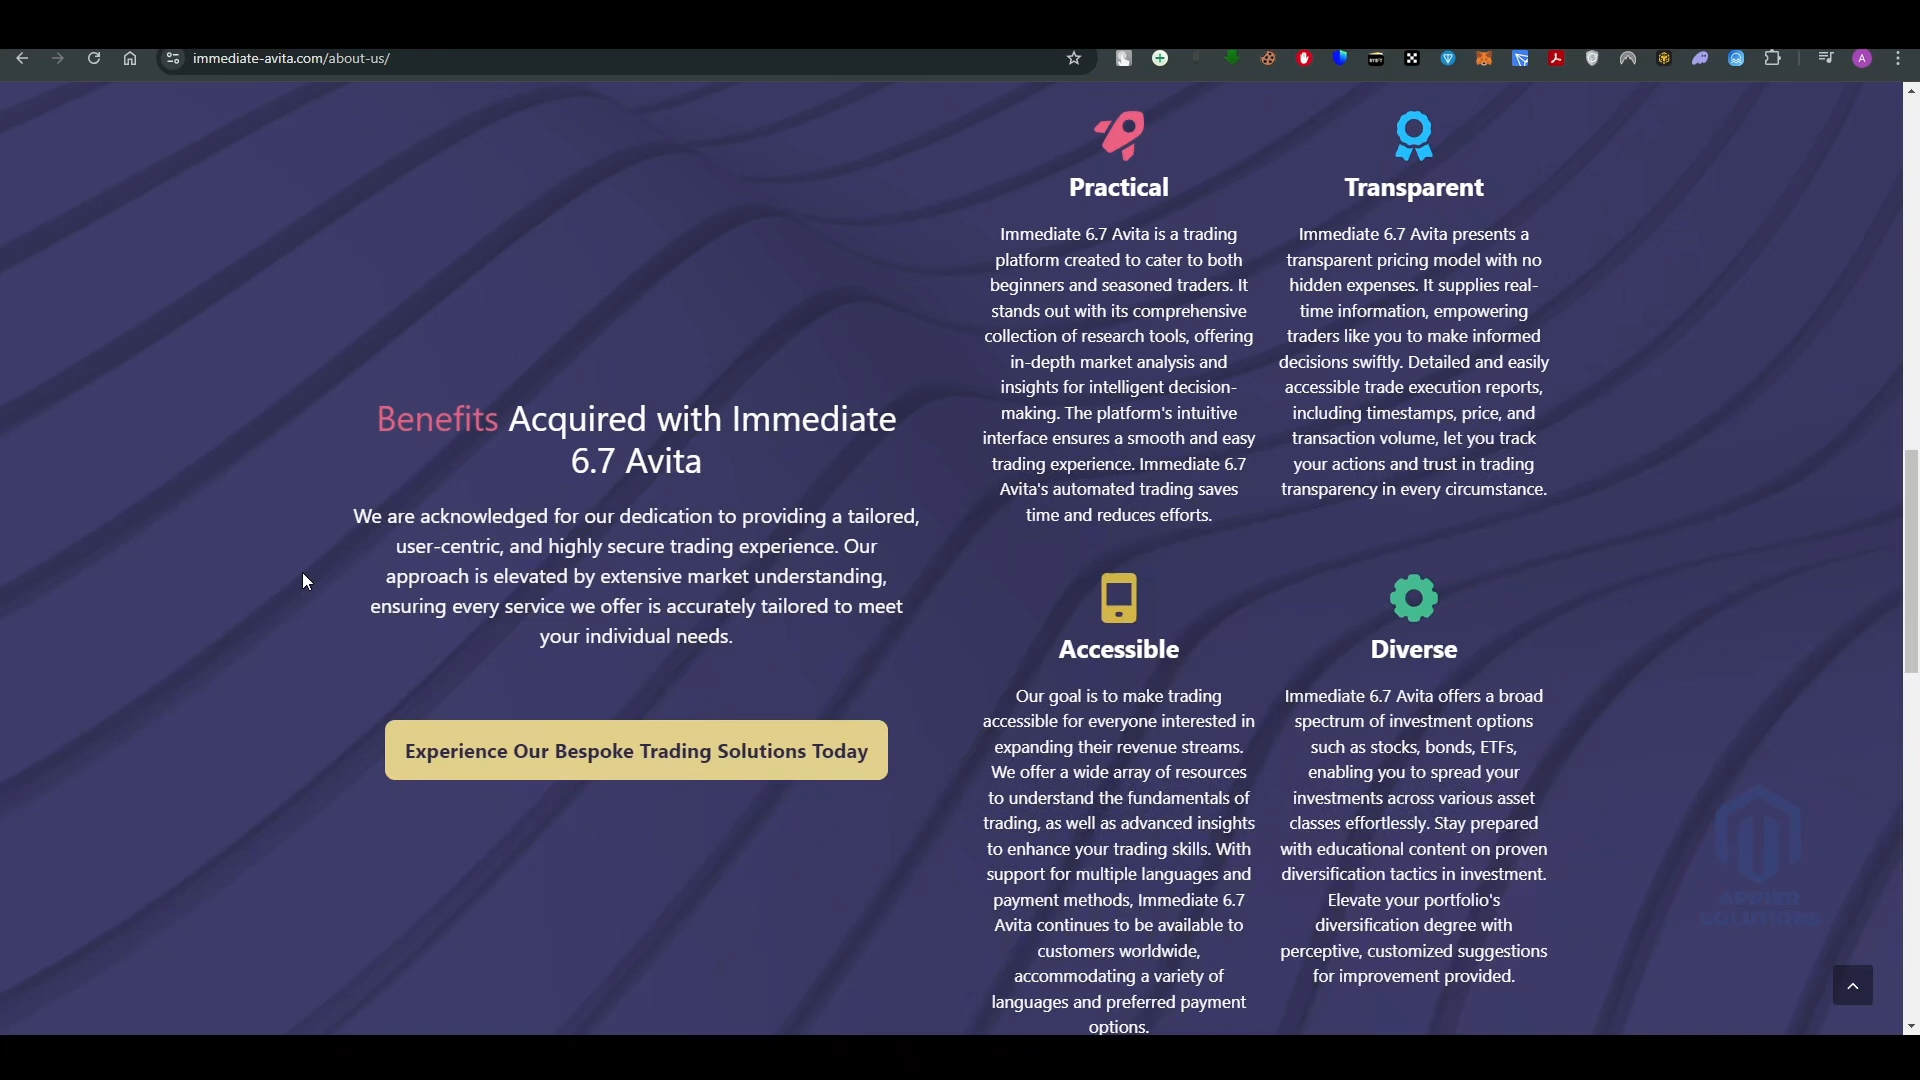 immediate-avita.com/about-us/
A
Benefits Acquired with Immediate
6.7 Avita
We are acknowledged for our dedication to providing a tailored,
user-centric, and highly secure trading experience. Our
approach is elevated by extensive market understanding,
ensuring every service we offer is accurately tailored to meet
your individual needs.
Experience Our Bespoke Trading Solutions Today
Practical
Immediate 6.7 Avita is a trading
platform created to cater to both
beginners and seasoned traders. It
stands out with its comprehensive
collection of research tools, offering
in-depth market analysis and
insights for intelligent decision-
making. The platform's intuitive
interface ensures a smooth and easy
trading experience. Immediate 6.7
Avita's automated trading saves
time and reduces efforts.
Transparent
Immediate 6.7 Avita presents a
transparent pricing model with no
hidden expenses. It supplies real-
time information, empowering
traders like you to make informed
decisions swiftly. Detailed and easily
accessible trade execution reports,
including timestamps, price, and
transaction volume, let you track
your actions and trust in trading
transparency in every circumstance.
Accessible
Our goal is to make trading
accessible for everyone interested in
expanding their revenue streams.
We offer a wide array of resources
to understand the fundamentals of
trading, as well as advanced insights
to enhance your trading skills. With
support for multiple languages and
payment methods, Immediate 6.7
Avita continues to be available to
customers worldwide,
accommodating a variety of
languages and preferred payment
options.
Diverse
Immediate 6.7 Avita offers a broad
spectrum of investment options
such as stocks, bonds, ETFs,
enabling you to spread your
investments across various asset
classes effortlessly. Stay prepared
with educational content on proven
diversification tactics in investment.
Elevate your portfolio's
diversification degree with
perceptive, customized suggestions
for improvement provided.
SOLUTIONS